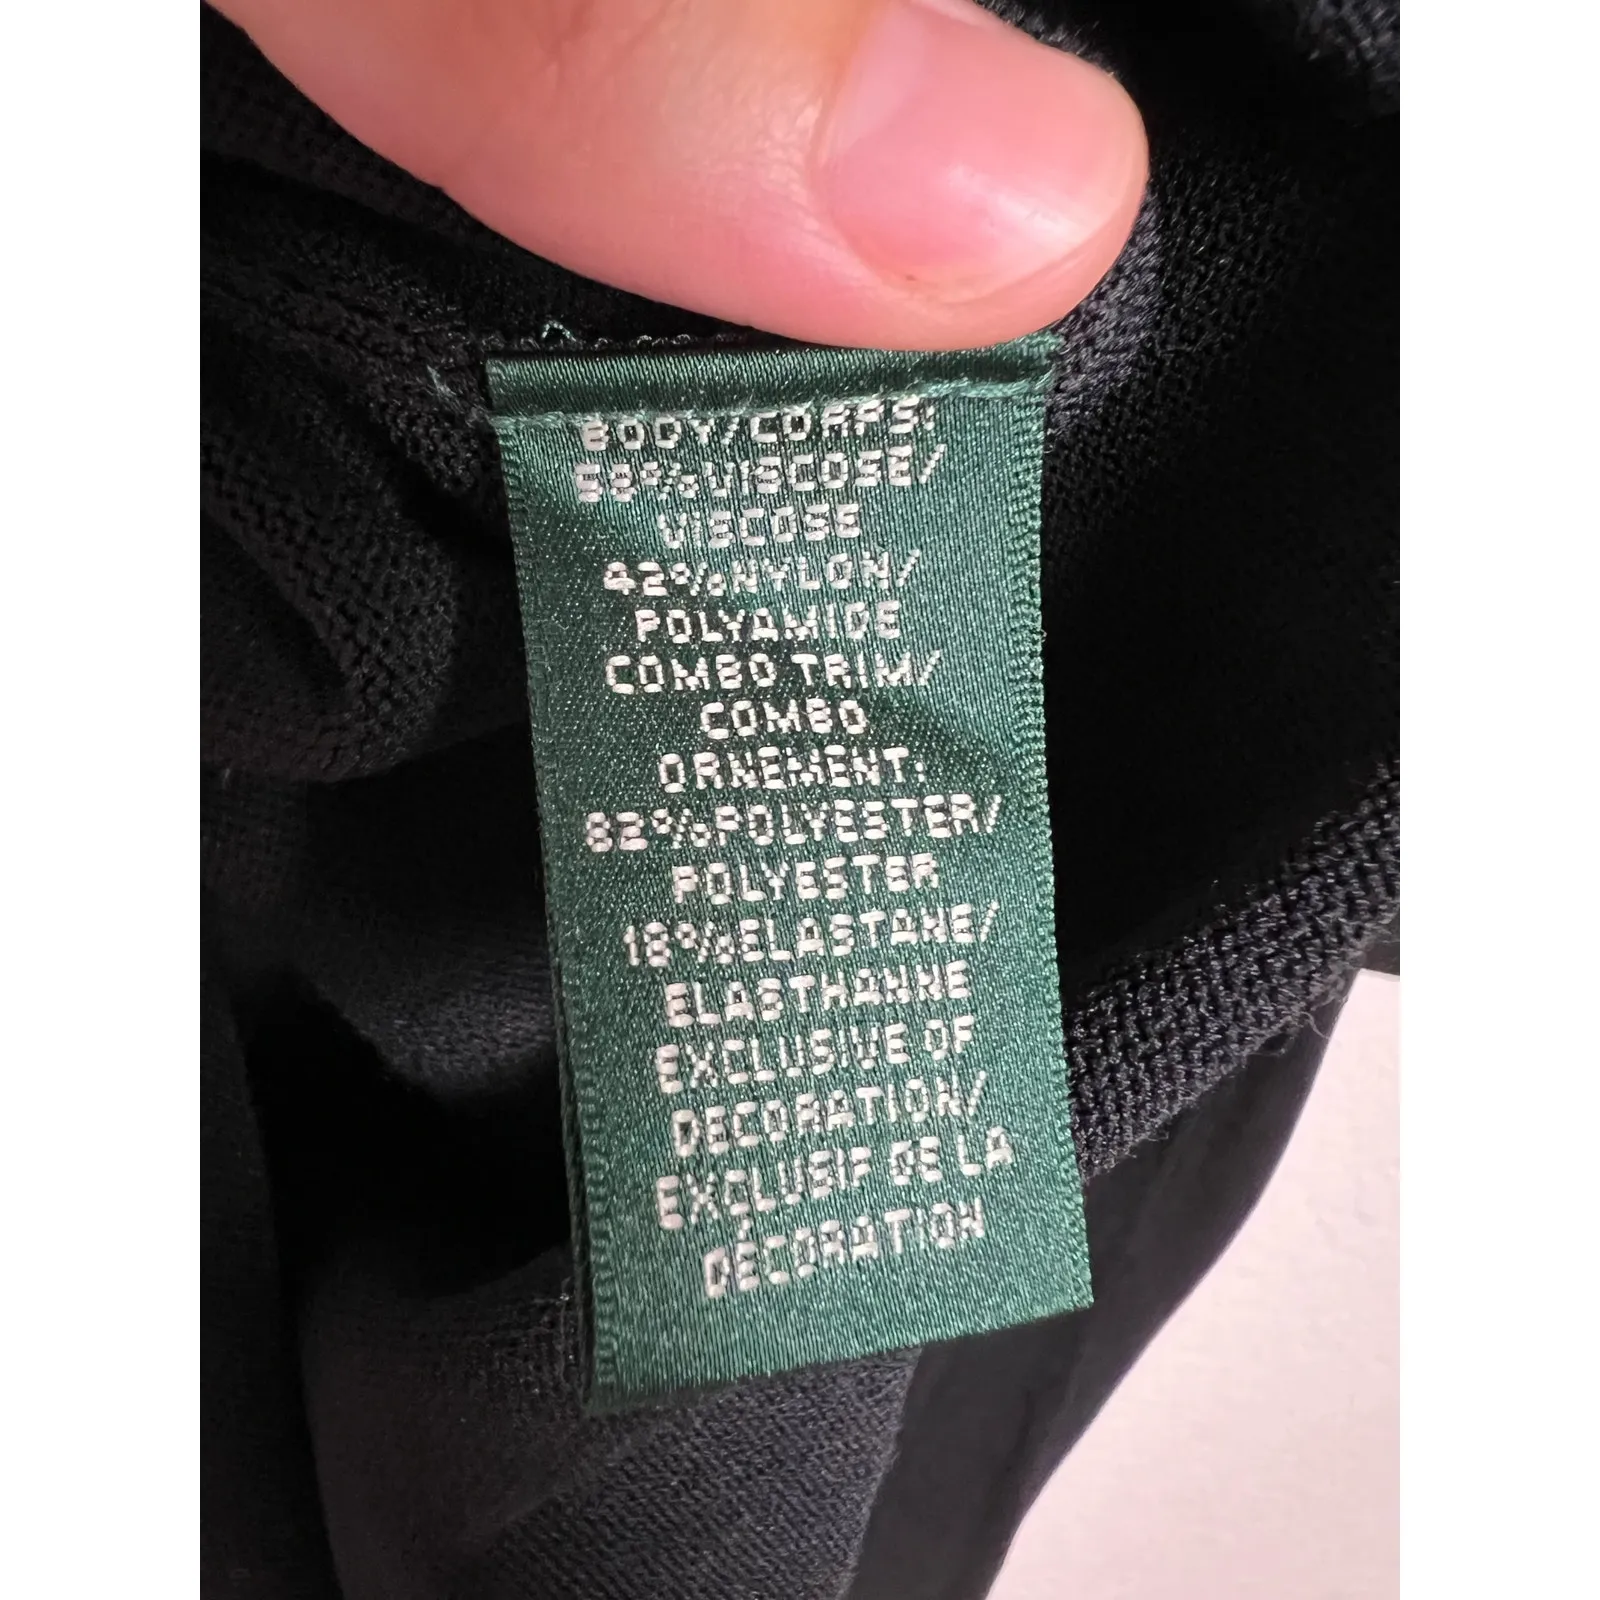 BODY/CORPS:
58%VISCOSE/
VISCOSE
42%NYLON/
POLYAMIDE
COMBO TRIM/
COMBO
ORNEMENT:
82%POLYESTER/
POLYESTER
18%ELASTANE/
ELASTHANNE
EXCLUSIVE OF
DECORATION/
EXCLUSIF DE LA
DÉCORATION